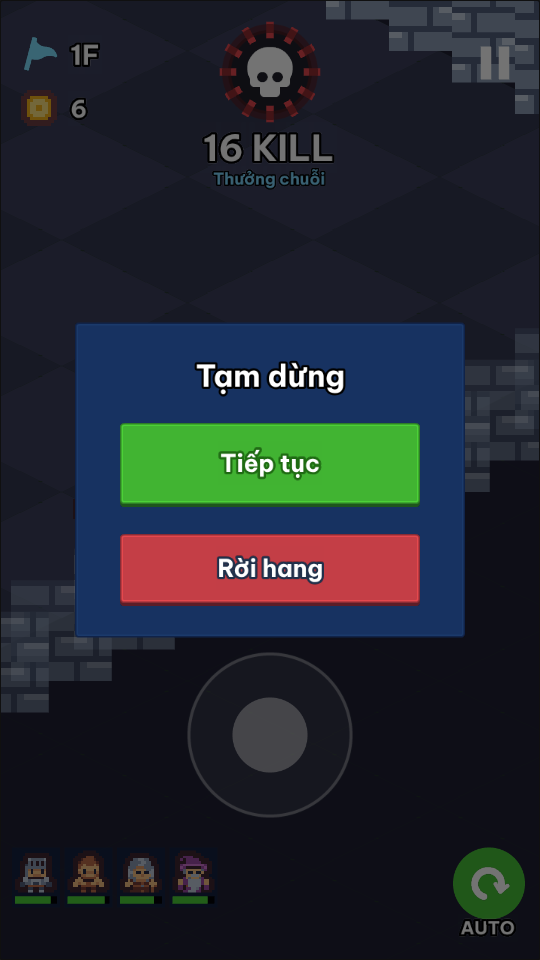 1F
6
16 KILL
Thưởng chuỗi
Tạm dừng
Tiếp tục
Rời hang
AUTO